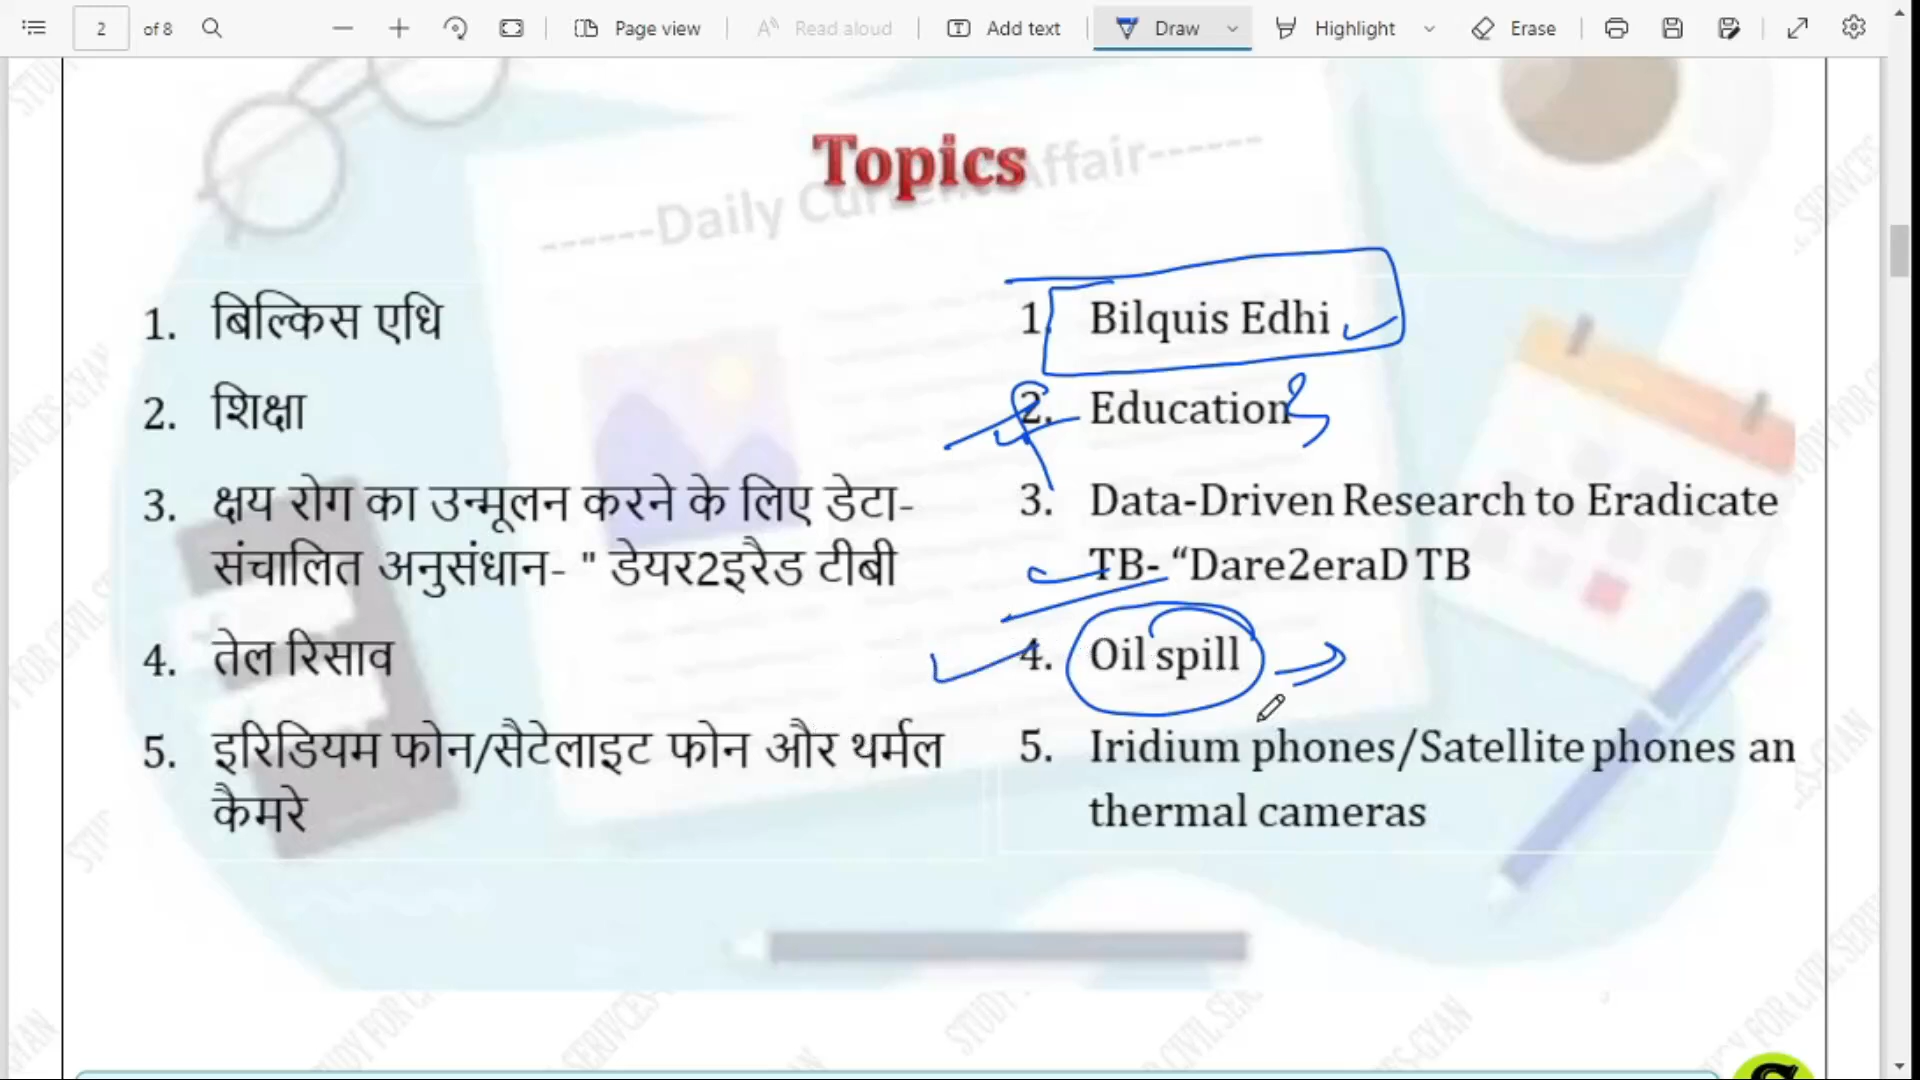 2 of 8 Page view Read aloud Add text Draw Highlight Erase
Topics
------Daily Current Affair------
1. बिल्किस एधि
2. शिक्षा
3. क्षय रोग का उन्मूलन करने के लिए डेटा-
संचालित अनुसंधान- " डेयर2इरैड टीबी
4. तेल रिसाव
5. इरिडियम फोन/सैटेलाइट फोन और थर्मल
कैमरे
1. Bilquis Edhi
2. Education
3. Data-Driven Research to Eradicate
TB- “Dare2eraD TB
4. Oil spill
5. Iridium phones/Satellite phones an
thermal cameras